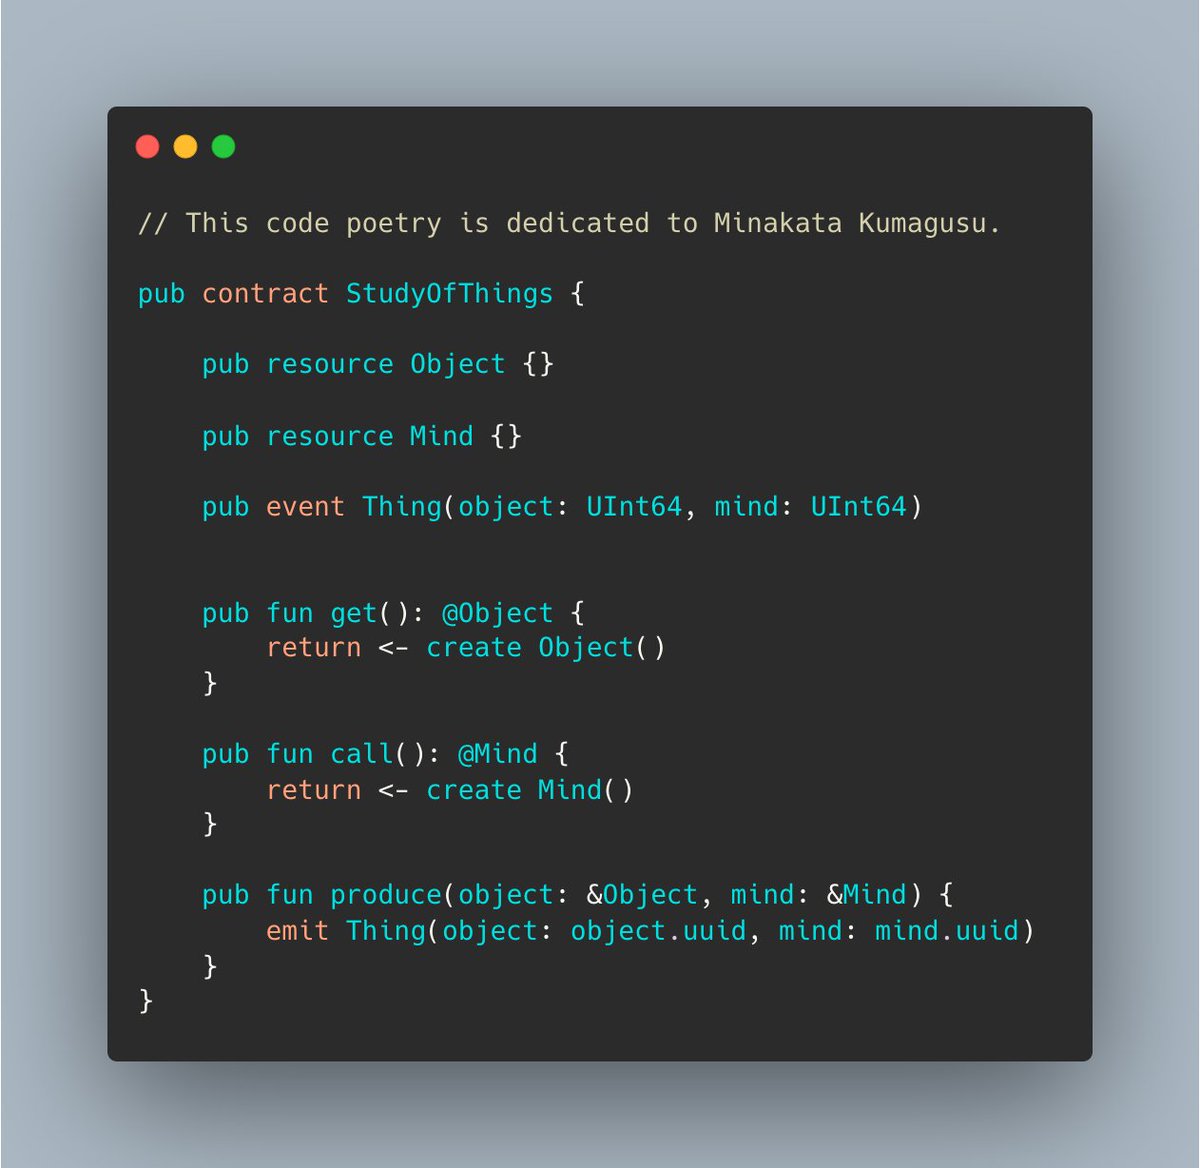 // This code poetry is dedicated to Minakata Kumagusu.
pub contract StudyOfThings {
    pub resource Object {}
    pub resource Mind {}
    pub event Thing(object: UInt64, mind: UInt64)
    pub fun get(): @Object {
        return <- create Object()
    }
    pub fun call(): @Mind {
        return <- create Mind()
    }
    pub fun produce(object: &Object, mind: &Mind) {
        emit Thing(object: object.uuid, mind: mind.uuid)
    }
}